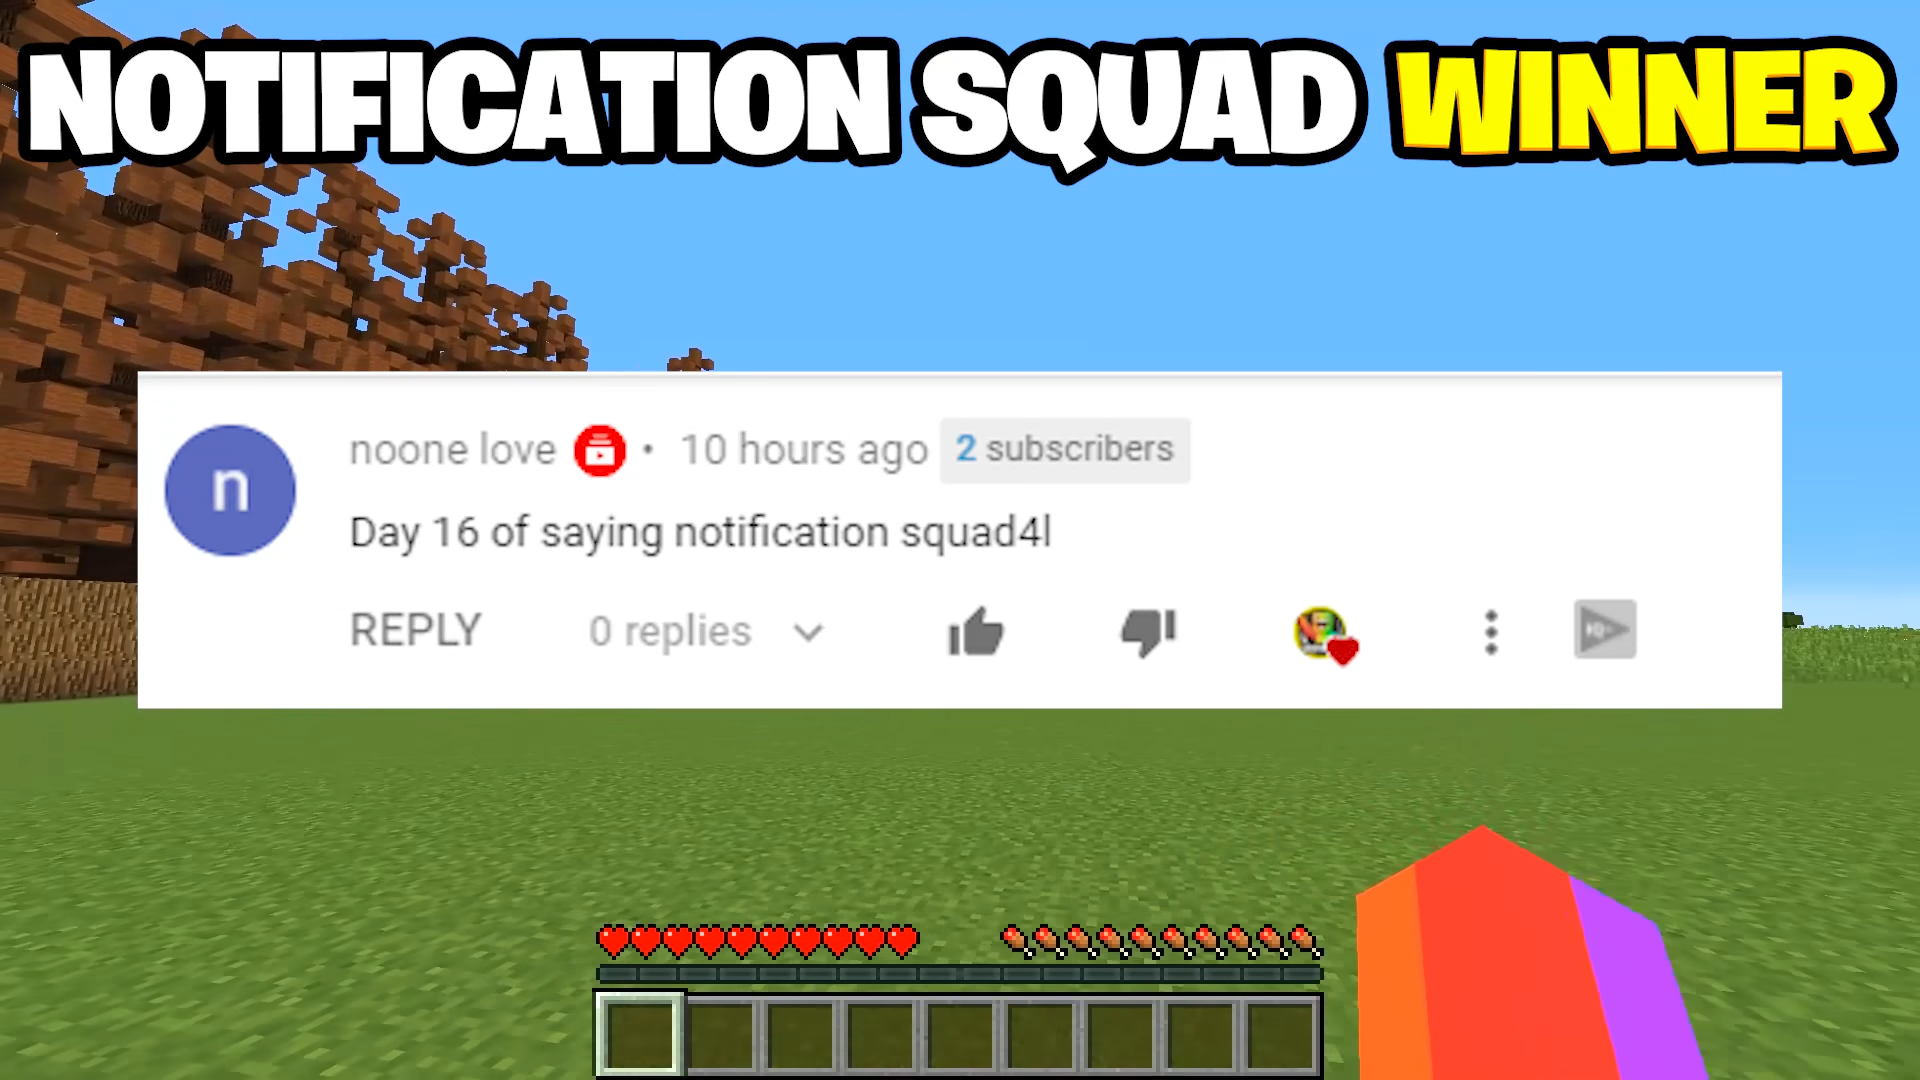 NOTIFICATION SQUAD WINNER
n
noone love • 10 hours ago 2 subscribers
Day 16 of saying notification squad4l
REPLY 0 replies